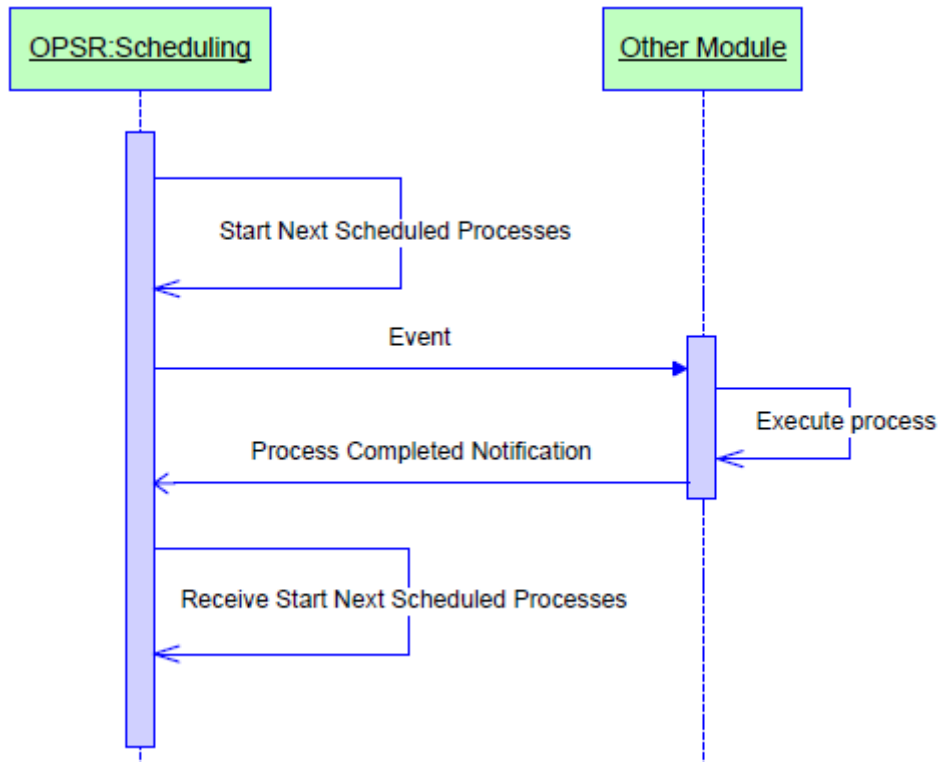 OPSR:Scheduling
Other Module
Start Next Scheduled Processes
Event
Execute process
Process Completed Notification
Receive Start Next Scheduled Processes